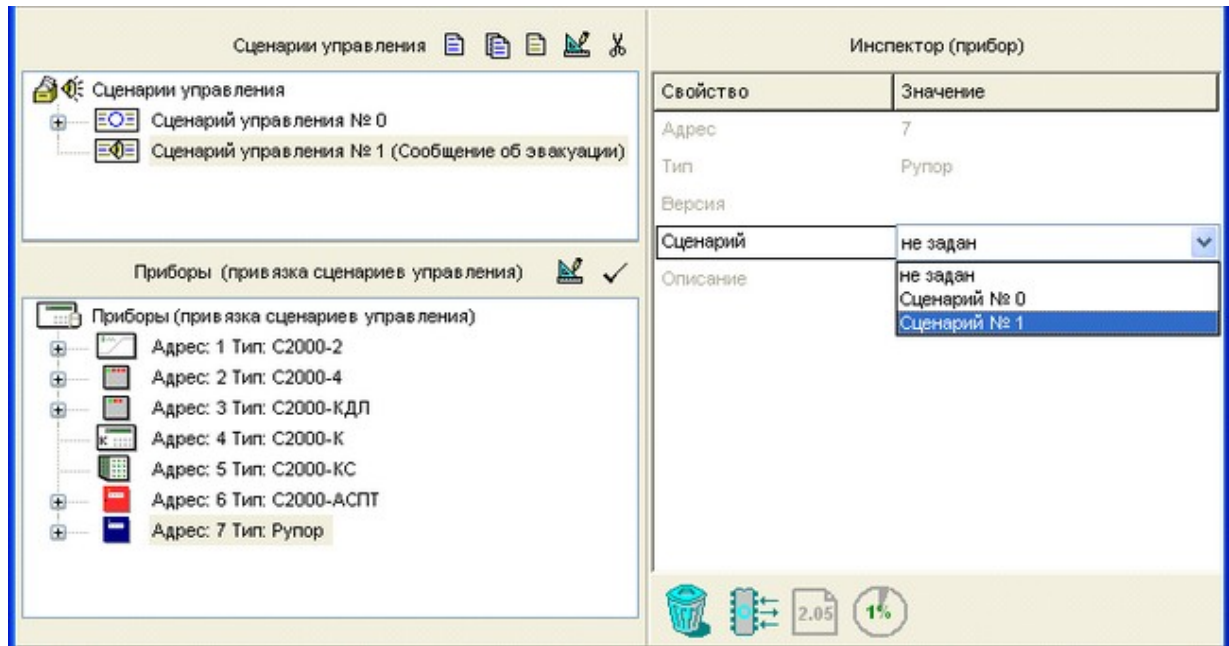 Сценарии управления
Сценарии управления
Сценарий управления № 0
Сценарий управления № 1 (Сообщение об эвакуации)
Приборы (привязка сценариев управления)
Приборы (привязка сценариев управления)
Адрес: 1 Тип: С2000-2
Адрес: 2 Тип: С2000-4
Адрес: 3 Тип: С2000-КДЛ
К
Адрес: 4 Тип: С2000-К
Адрес: 5 Тип: С2000-КС
Адрес: 6 Тип: С2000-АСПТ
Адрес: 7 Тип: Рупор
Инспектор (прибор)
Свойство Значение
Адрес 7
Тип Рупор
Версия
Сценарий не задан
Описание
не задан
Сценарий № 0
Сценарий № 1
2.05 1%